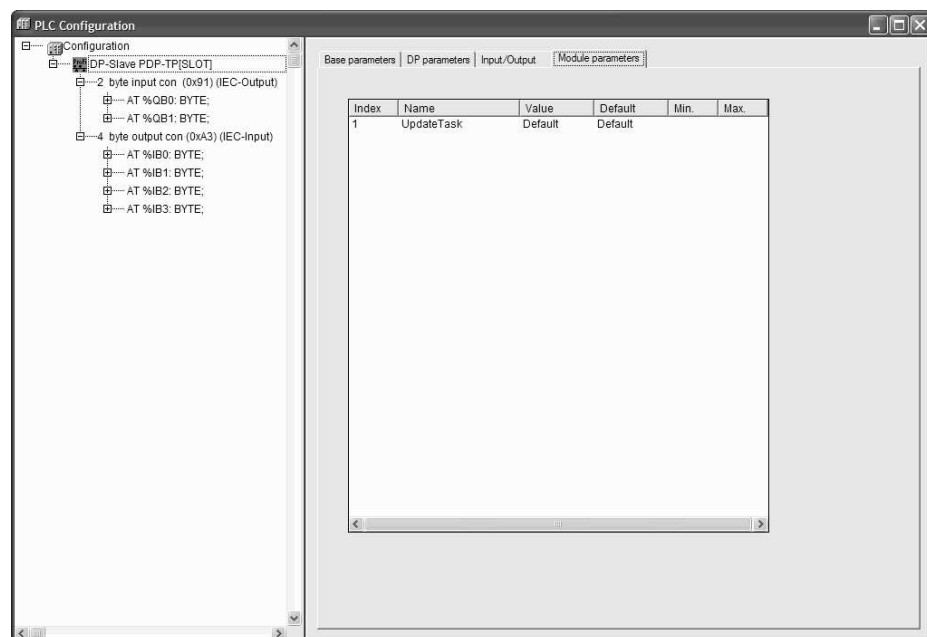 PLC Configuration
Configuration
DP-Slave PDP-TP[SLOT]
2 byte input con (0x91) (IEC-Output)
AT %QB0: BYTE;
AT %QB1: BYTE;
4 byte output con (0xA3) (IEC-Input)
AT %IB0: BYTE;
AT %IB1: BYTE;
AT %IB2: BYTE;
AT %IB3: BYTE;
Base parameters DP parameters Input/Output Module parameters
Index Name Value Default Min. Max.
1 UpdateTask Default Default